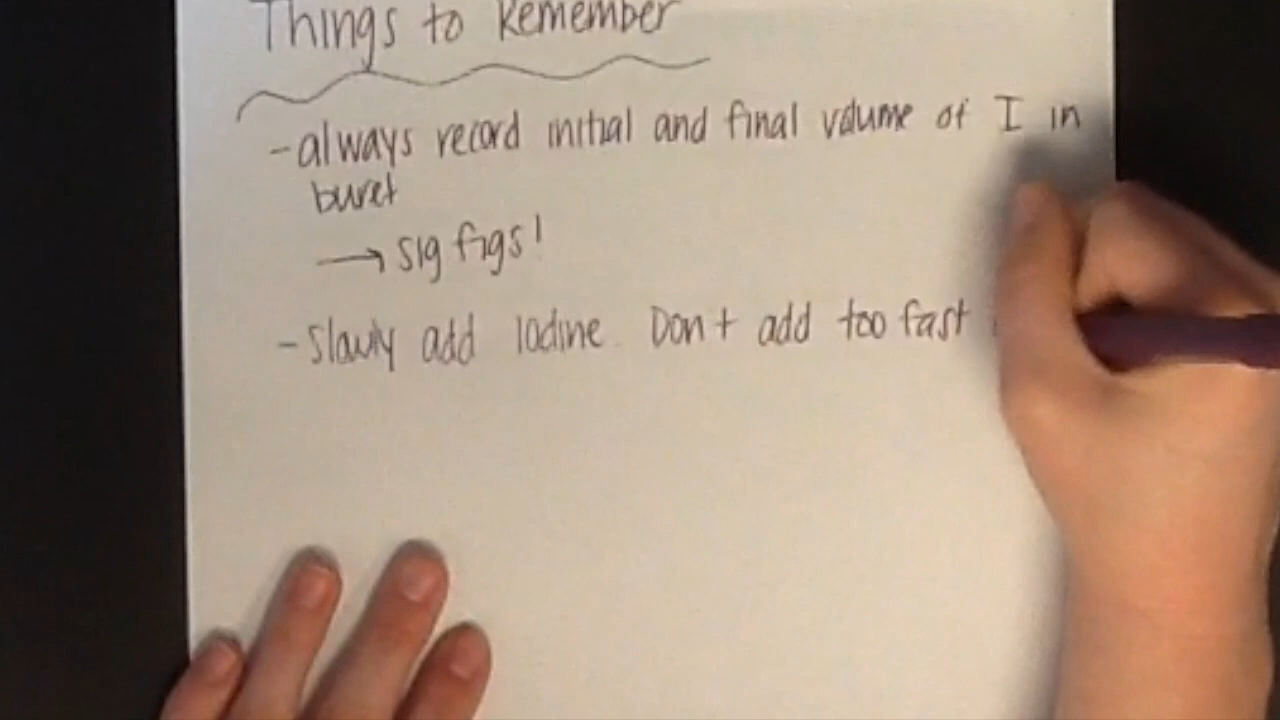 Things to Remember
- always record initial and final volume of I in
buret
→ sig figs!
- Slowly add Iodine. Don't add too fast